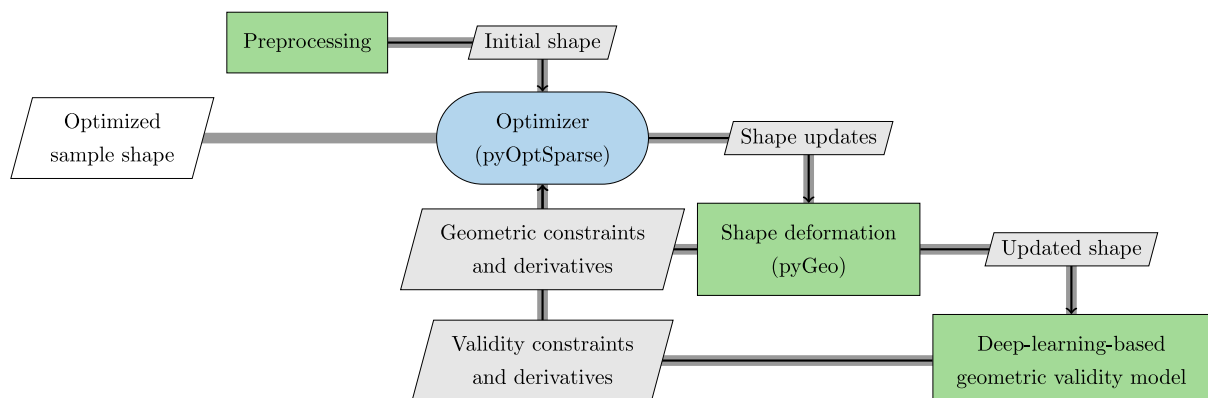 Preprocessing
Initial shape
Optimized
sample shape
Optimizer
(pyOptSparse)
Shape updates
Geometric constraints
and derivatives
Shape deformation
(pyGeo)
Updated shape
Validity constraints
and derivatives
Deep-learning-based
geometric validity model